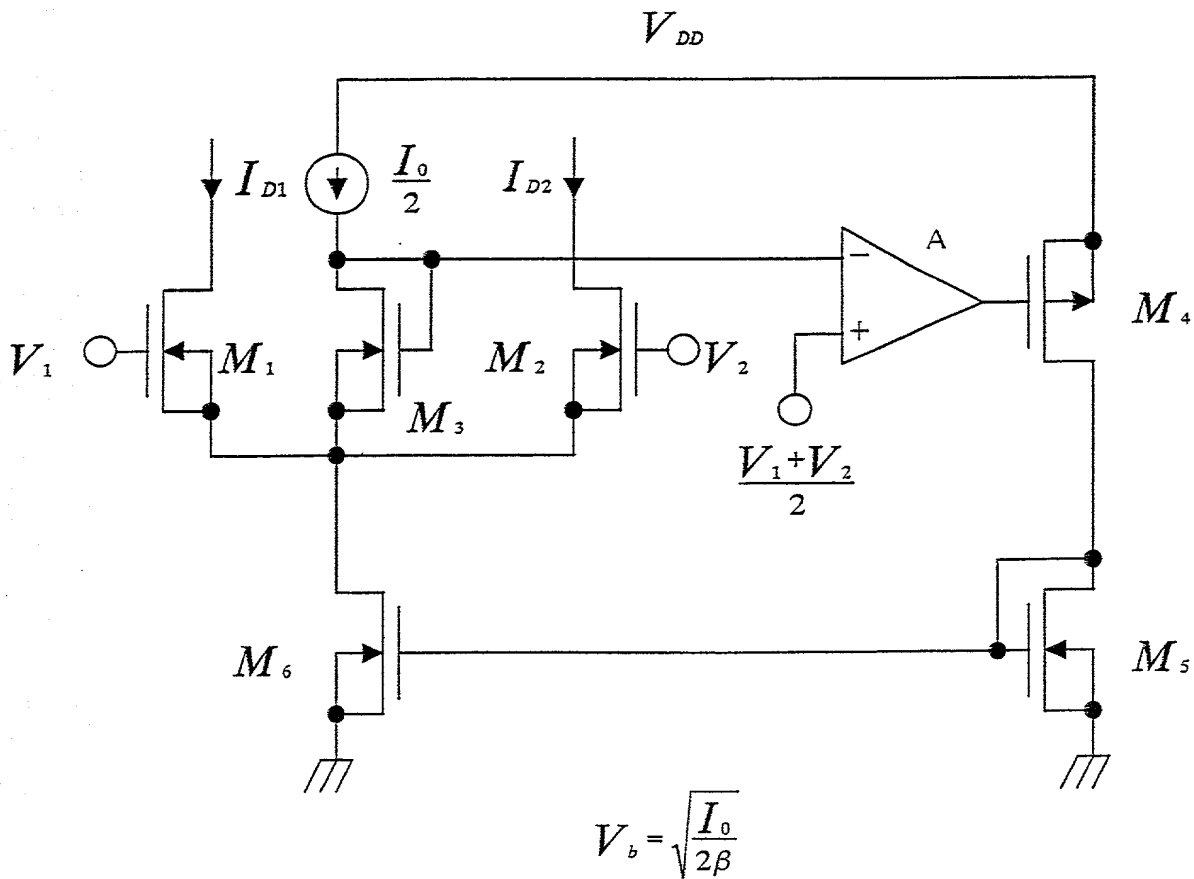 V_DD
I_D1
I_0/2
I_D2
A
−
+
V_1
M_1
M_2
V_2
M_3
M_4
(V_1+V_2)/2
M_6
M_5
V_b=√(I_0/2β)